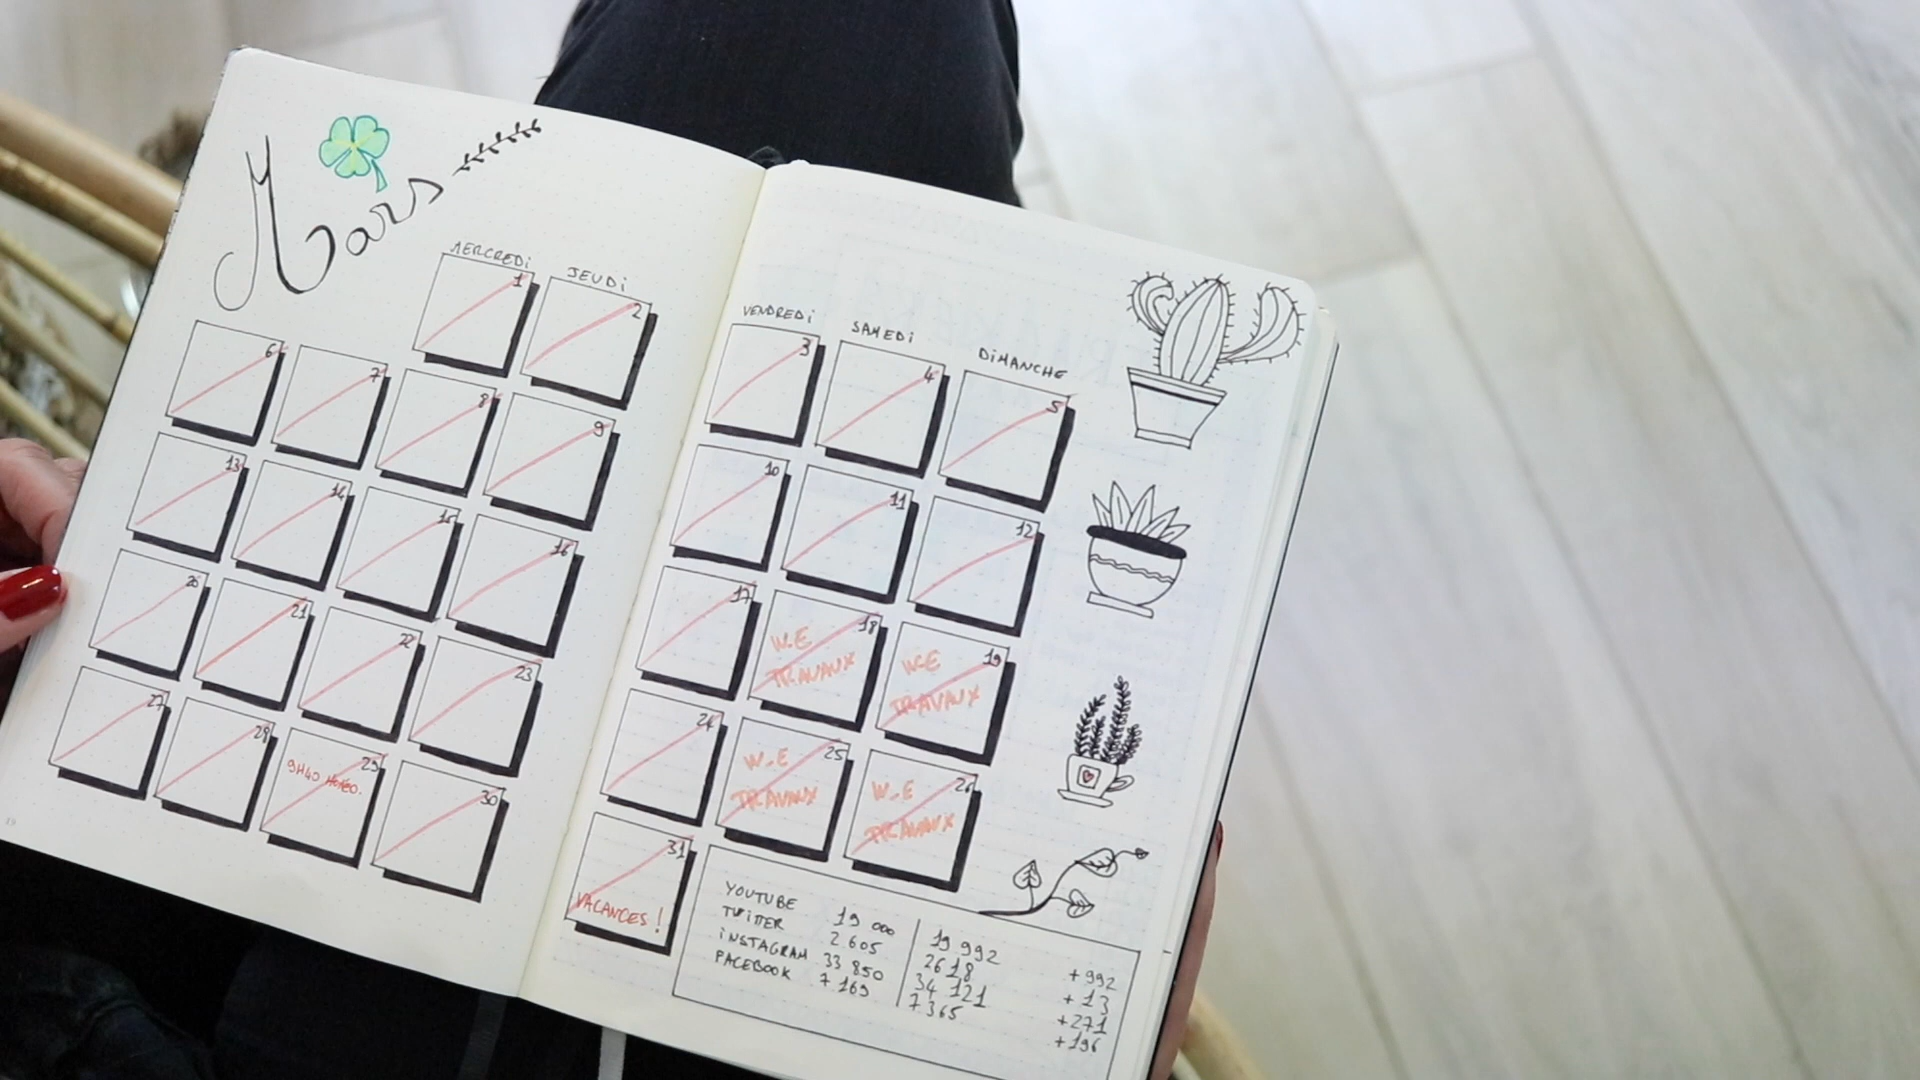 Mars
MERCREDI JEUDI
1 2
6 7 8 9
13 14 15 16
20 21 22 23
27 28 29 30
9H40
VENDREDI SAMEDI DIMANCHE
3 4 5
10 11 12
17 18 19
W.E W-E
TRAVAUX TRAVAUX
24 25 26
W-E W-E
TRAVAUX TRAVAUX
31
VACANCES !
YOUTUBE 19 000 19 992 +992
TWITTER 2 605 2618 +13
INSTAGRAM 33 850 34 121 +271
FACEBOOK 7 169 7 365 +196